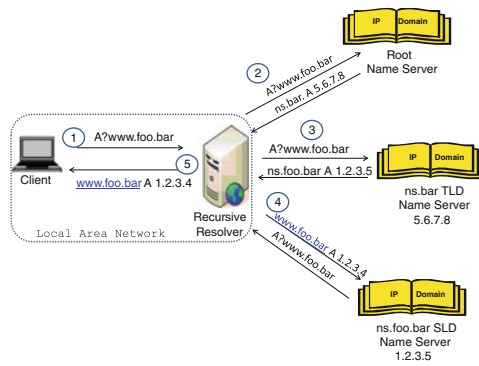 IP Domain
Root
Name Server
2
A?www.foo.bar
ns.bar. A 5.6.7.8
1
A?www.foo.bar
5
www.foo.bar A 1.2.3.4
Client
Local Area Network
Recursive
Resolver
3
A?www.foo.bar
ns.foo.bar A 1.2.3.5
IP Domain
ns.bar TLD
Name Server
5.6.7.8
4
www.foo.bar A 1.2.3.4
A?www.foo.bar
IP Domain
ns.foo.bar SLD
Name Server
1.2.3.5